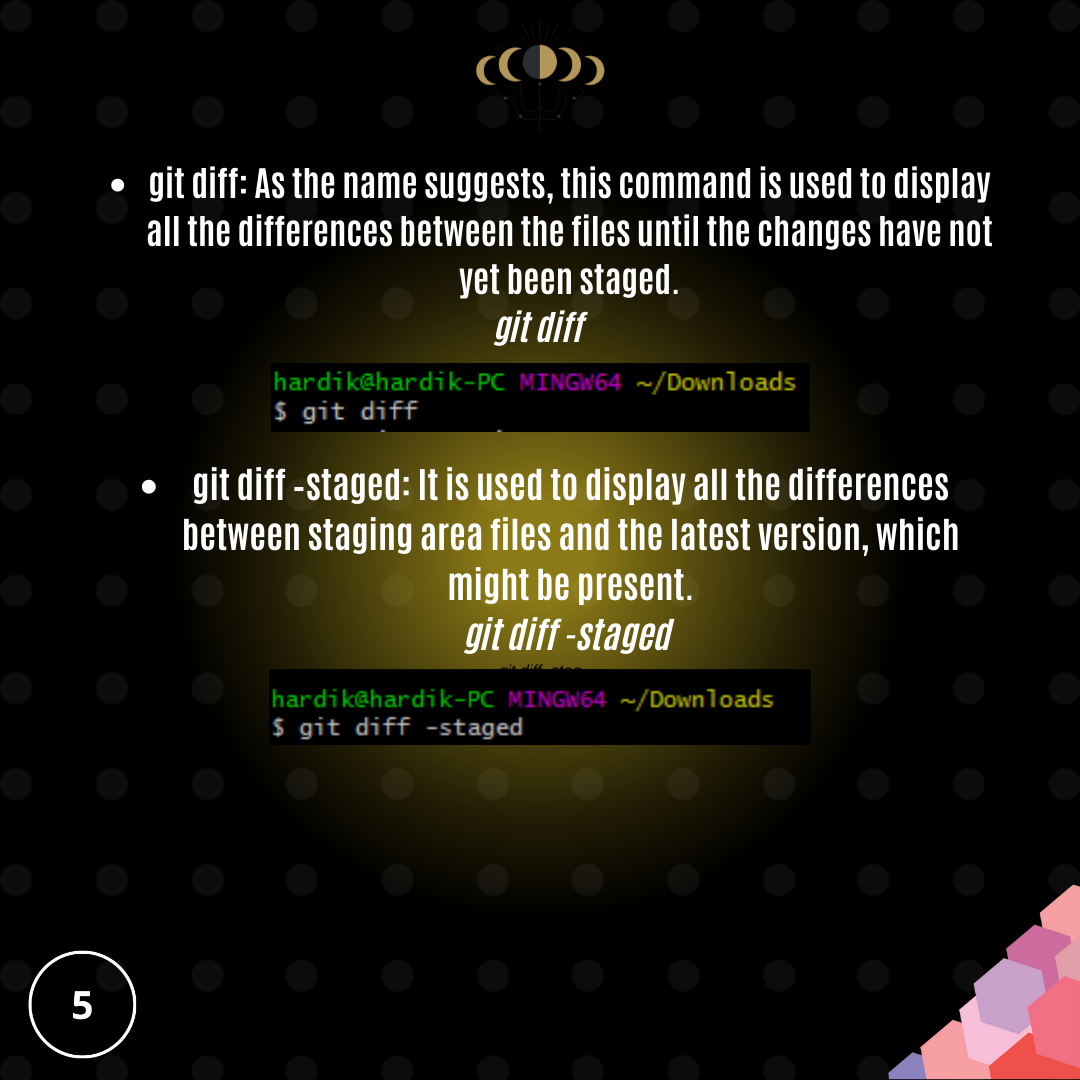 git diff: As the name suggests, this command is used to display
all the differences between the files until the changes have not
yet been staged.
git diff
hardik@hardik-PC MINGW64 ~/Downloads
$ git diff
git diff -staged: It is used to display all the differences
between staging area files and the latest version, which
might be present.
git diff -staged
hardik@hardik-PC MINGW64 ~/Downloads
$ git diff -staged
5